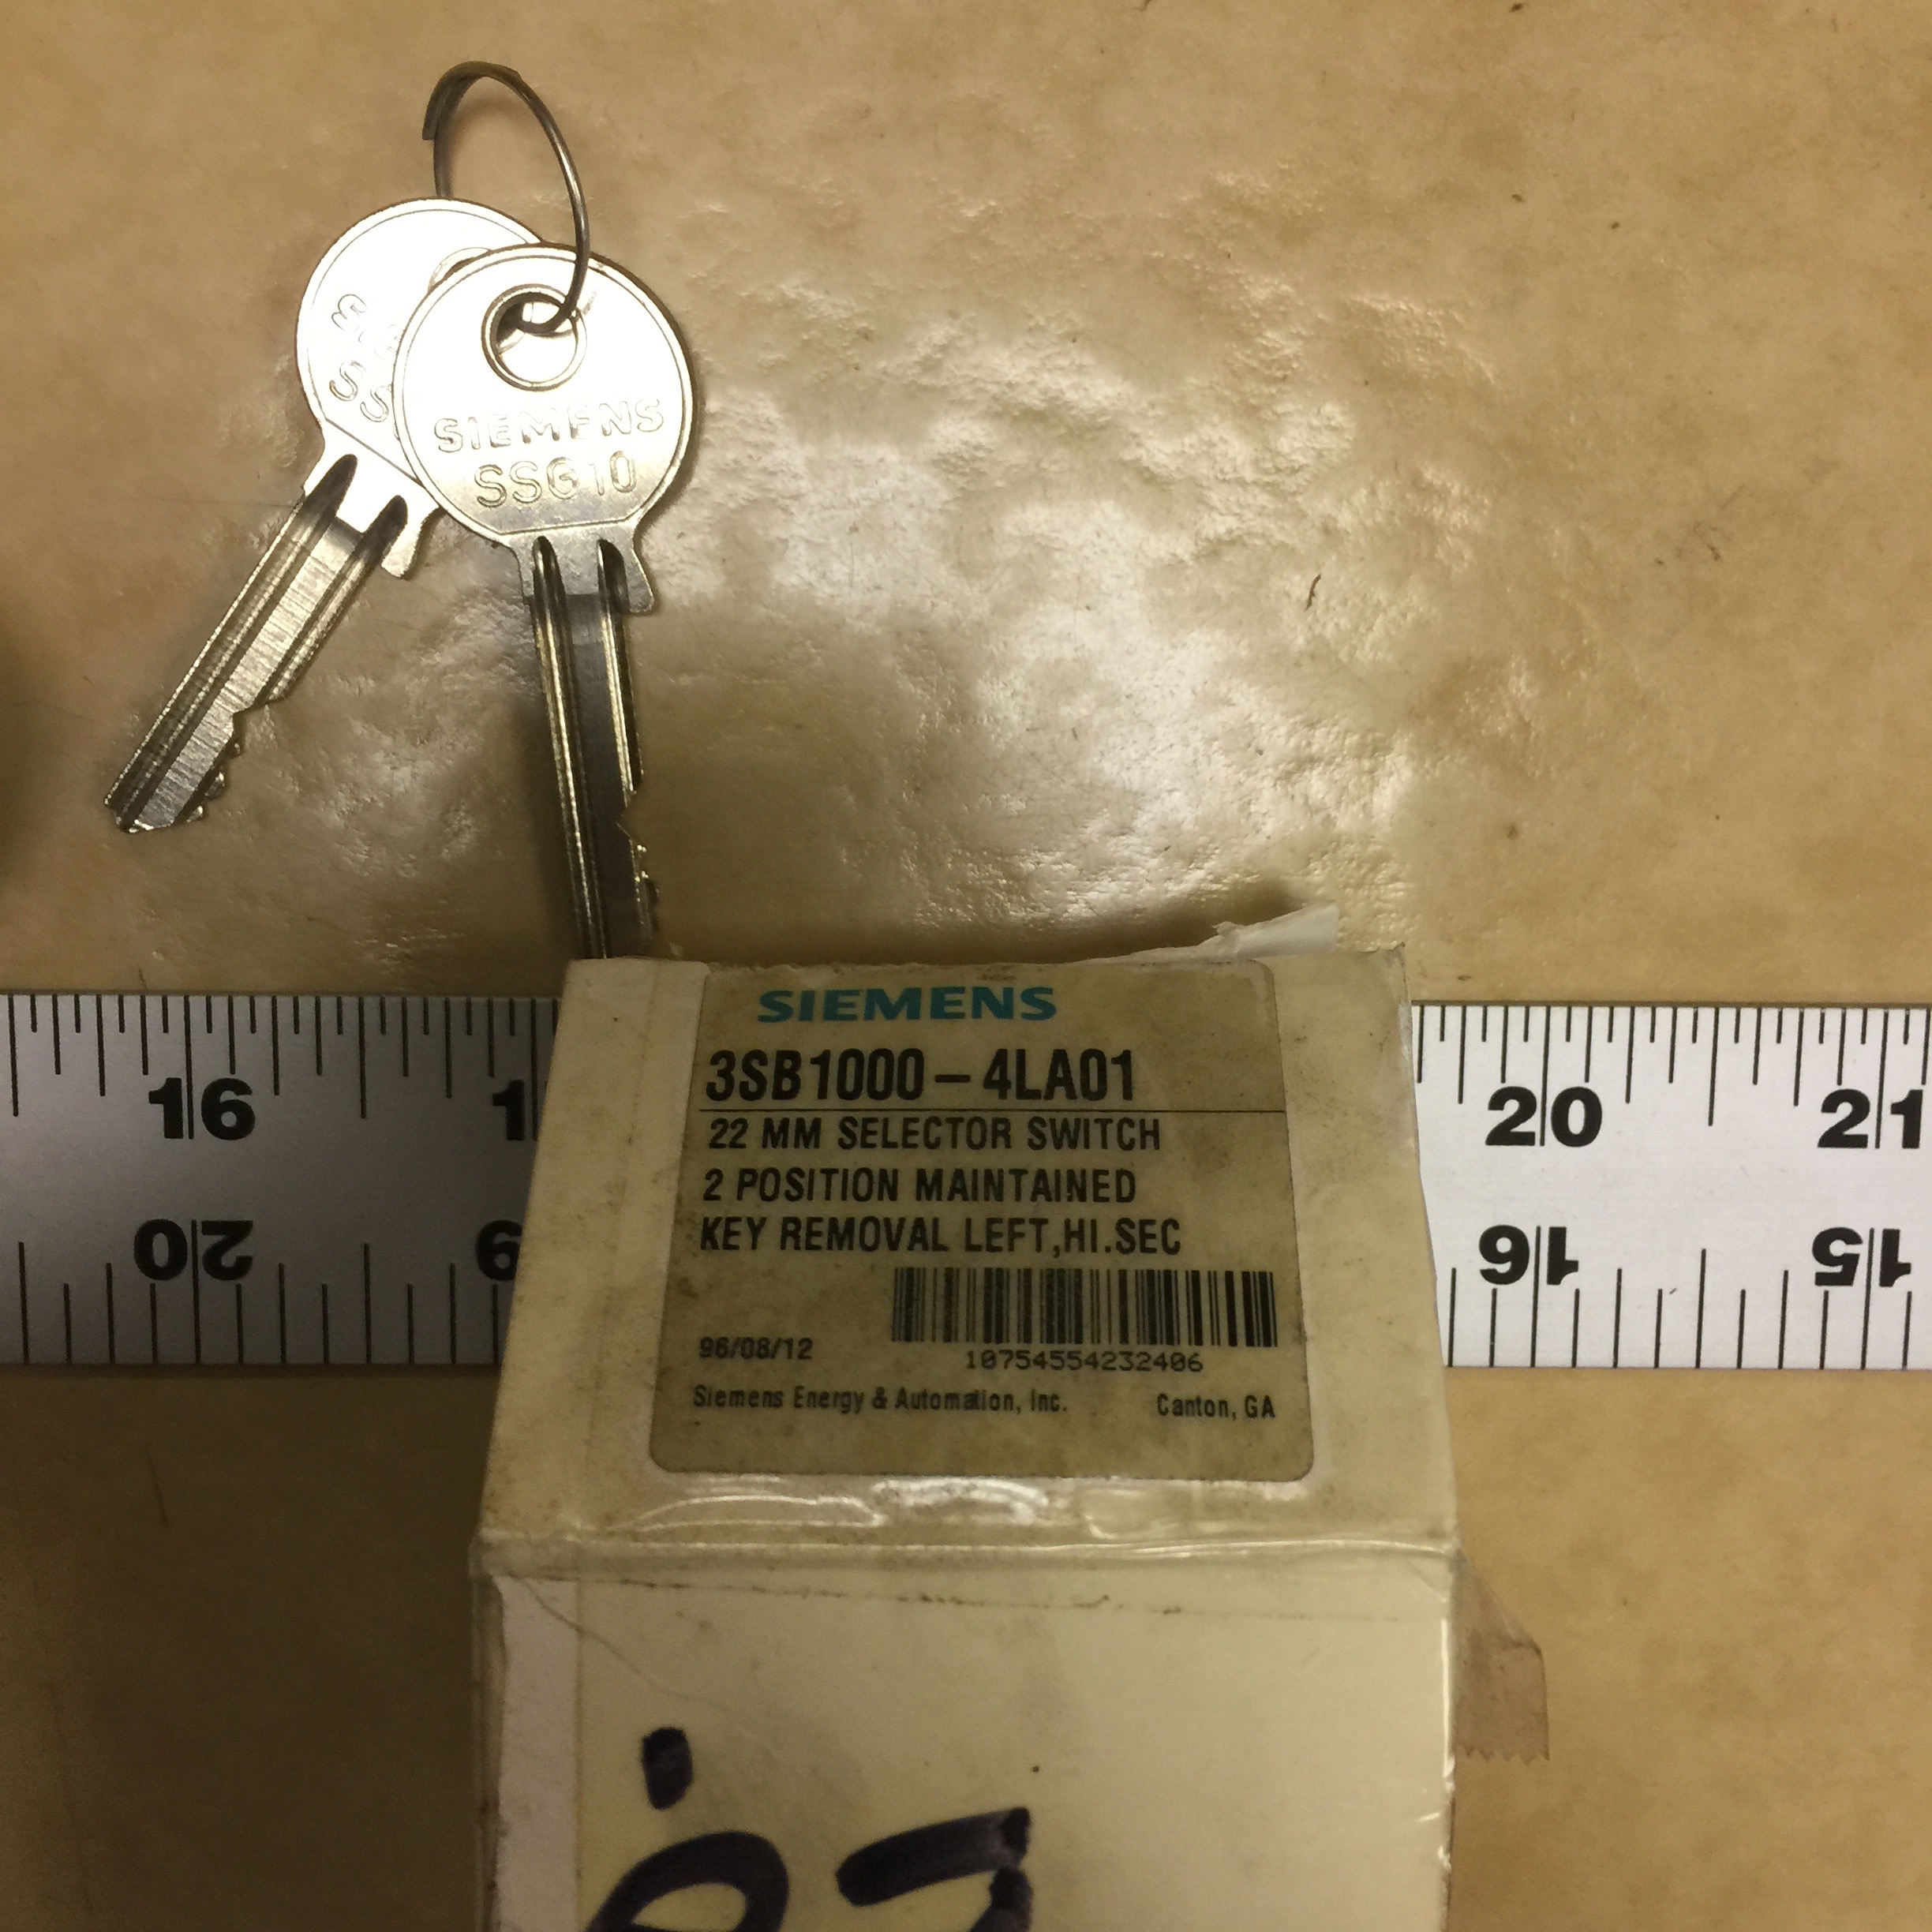 SIEMENS
SSG10
SIEMENS
3SB1000-4LA01
22 MM SELECTOR SWITCH
2 POSITION MAINTAINED
KEY REMOVAL LEFT,HI.SEC
96/08/12
10754554232406
Siemens Energy & Automation, Inc. Canton, GA
16
20 21
20
16 15